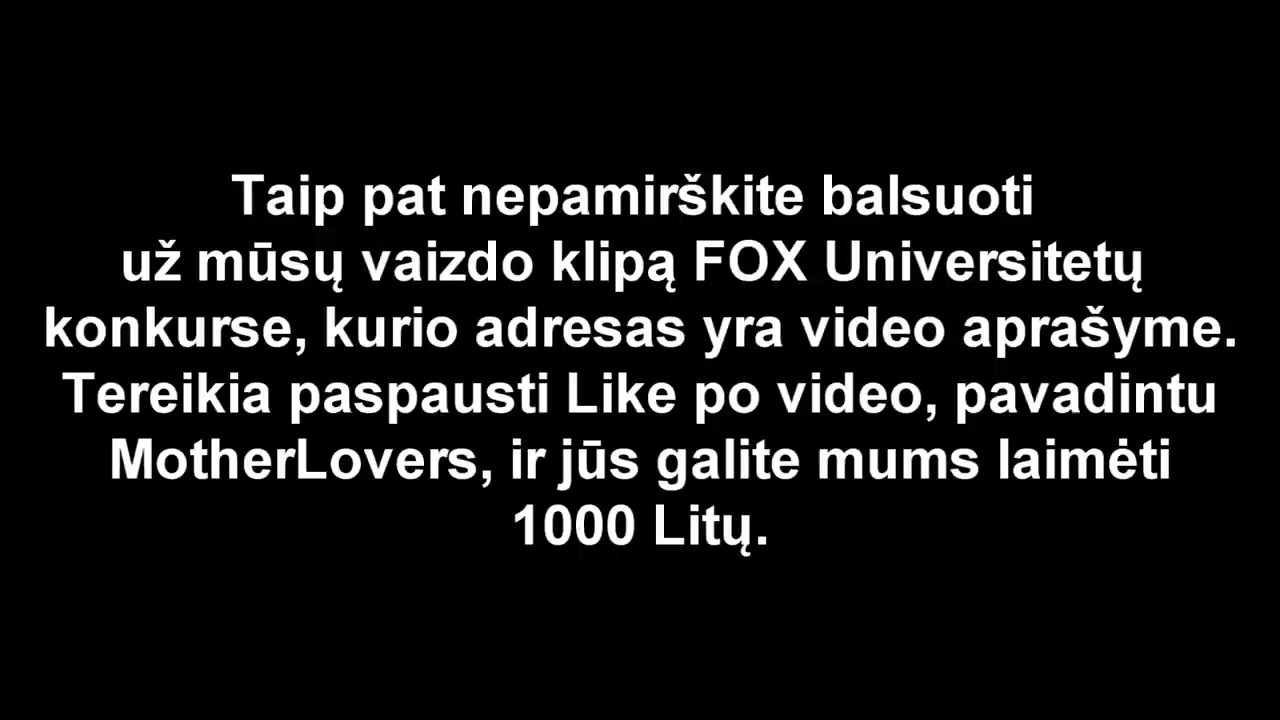 Taip pat nepamirškite balsuoti
už mūsų vaizdo klipą FOX Universitetų
konkurse, kurio adresas yra video aprašyme.
Tereikia paspausti Like po video, pavadintu
MotherLovers, ir jūs galite mums laimėti
1000 Litų.